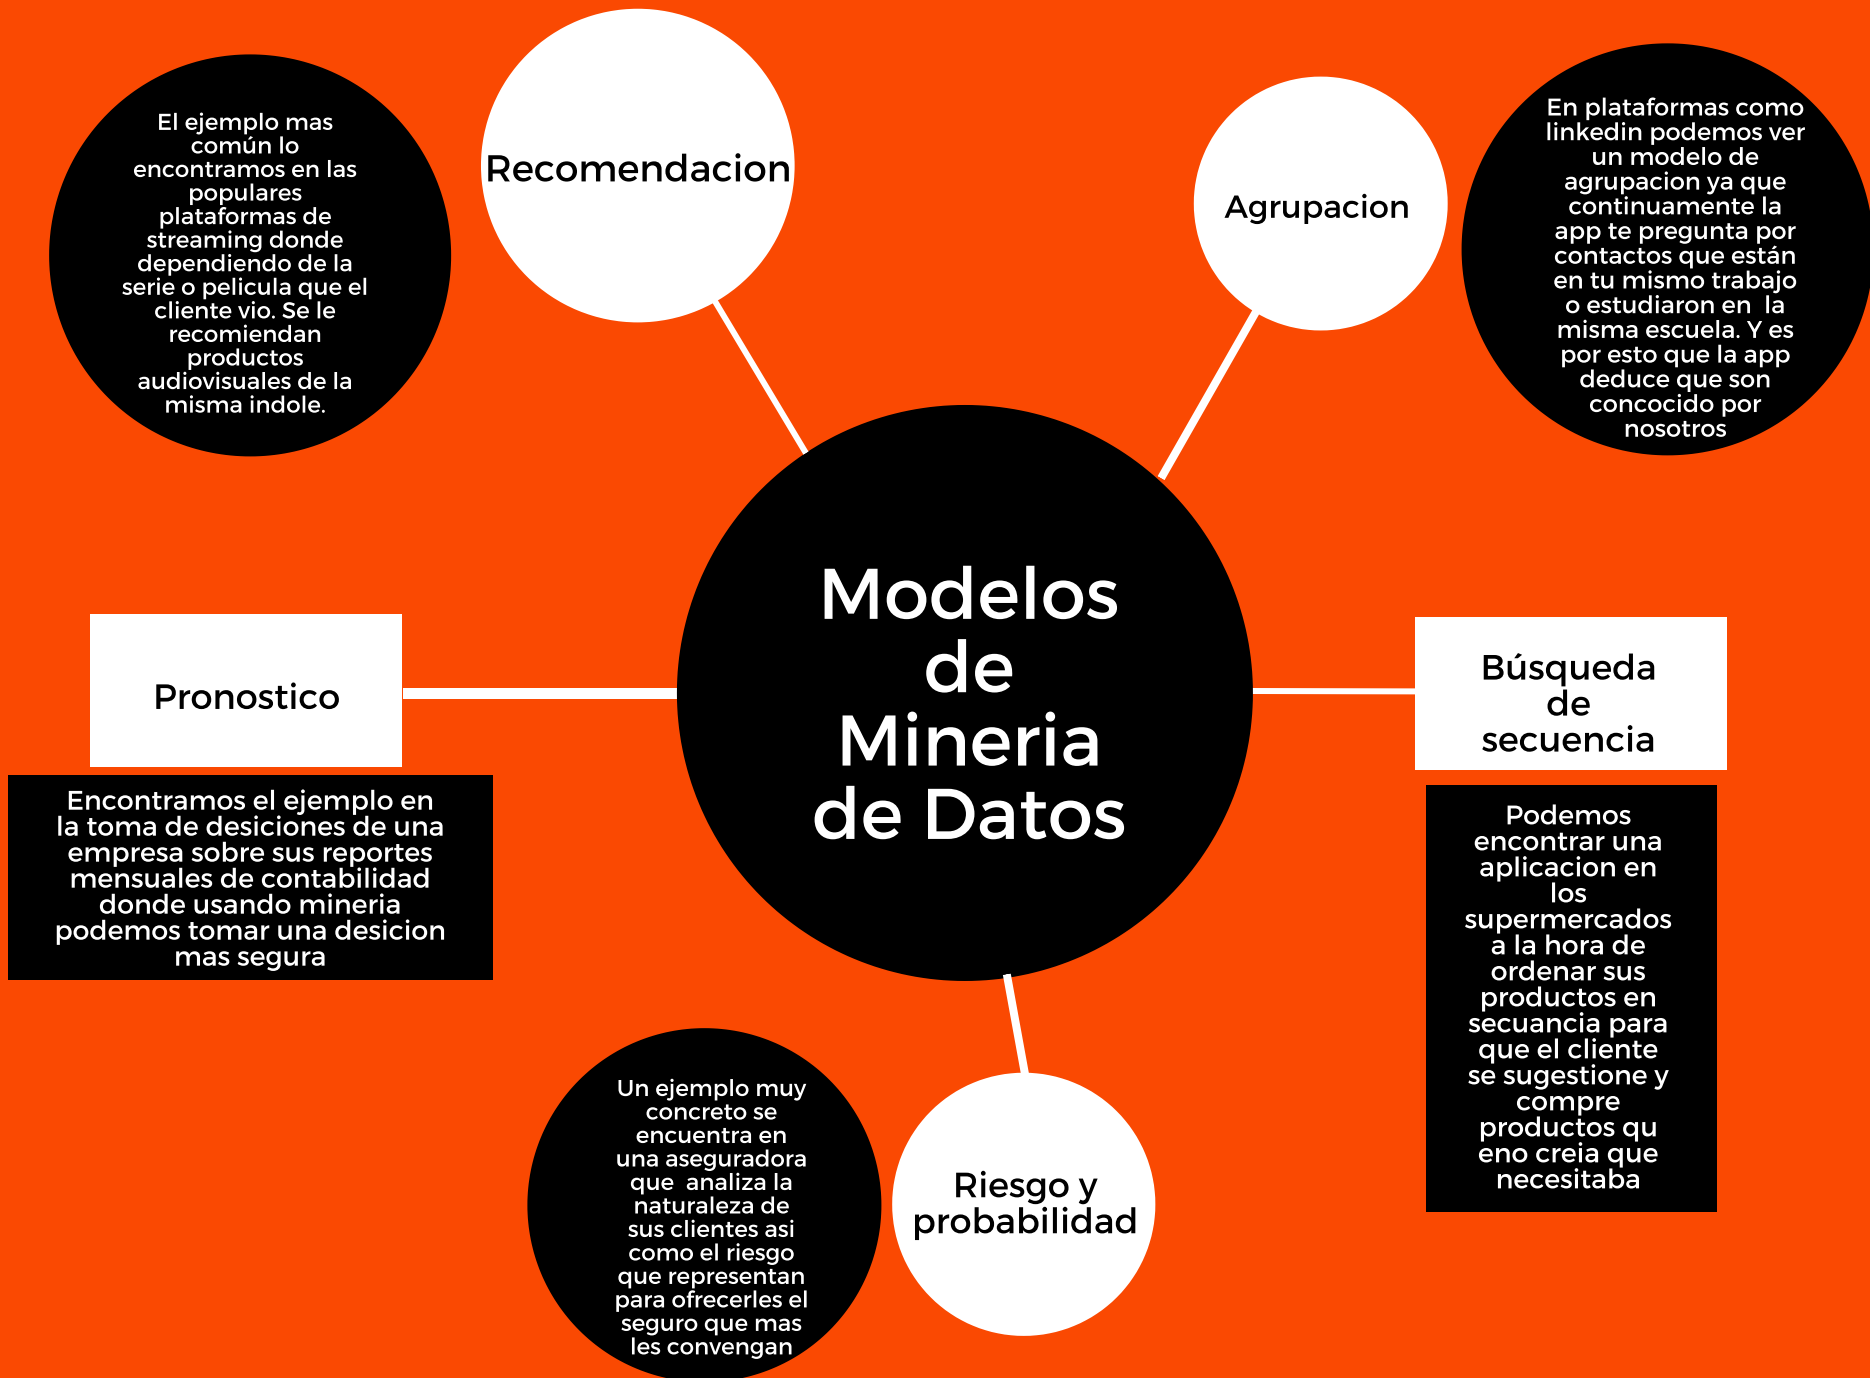 El ejemplo mas
común lo
encontramos en las
populares
plataformas de
streaming donde
dependiendo de la
serie o pelicula que el
cliente vio. Se le
recomiendan
productos
audiovisuales de la
misma indole.
Recomendacion
Agrupacion
En plataformas como
linkedin podemos ver
un modelo de
agrupacion ya que
continuamente la
app te pregunta por
contactos que están
en tu mismo trabajo
o estudiaron en la
misma escuela. Y es
por esto que la app
deduce que son
concocido por
nosotros
Modelos
de
Mineria
de Datos
Pronostico
Encontramos el ejemplo en
la toma de desiciones de una
empresa sobre sus reportes
mensuales de contabilidad
donde usando mineria
podemos tomar una desicion
mas segura
Búsqueda
de
secuencia
Podemos
encontrar una
aplicacion en
los
supermercados
a la hora de
ordenar sus
productos en
secuancia para
que el cliente
se sugestione y
compre
productos qu
eno creia que
necesitaba
Un ejemplo muy
concreto se
encuentra en
una aseguradora
que analiza la
naturaleza de
sus clientes asi
como el riesgo
que representan
para ofrecerles el
seguro que mas
les convengan
Riesgo y
probabilidad